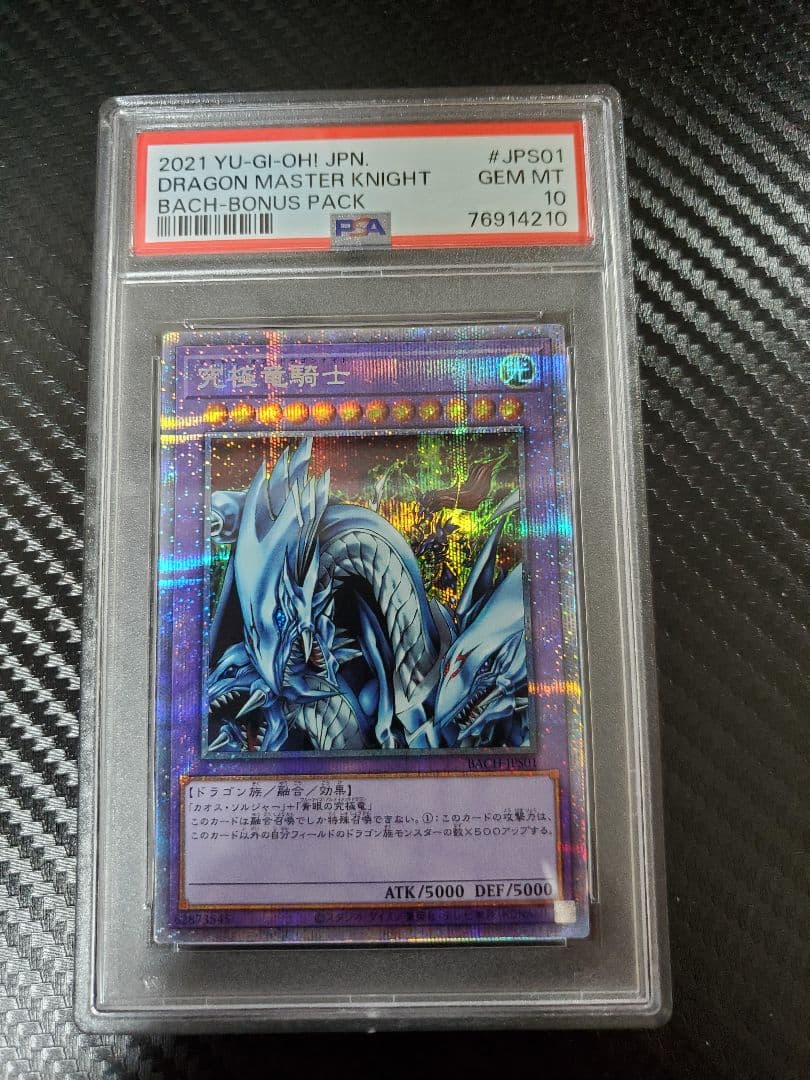 2021 YU-GI-OH! JPN. #JPS01
DRAGON MASTER KNIGHT GEM MT
BACH-BONUS PACK 10
PSA 76914210
究極竜騎士
光
BACH-JPS01
【ドラゴン族／融合／効果】
「カオス・ソルジャー」+「青眼の究極竜」
このカードは融合召喚でしか特殊召喚できない。①:このカードの攻撃力は、
このカード以外の自分フィールドのドラゴン族モンスターの数×500アップする。
ATK/5000 DEF/5000
62873545